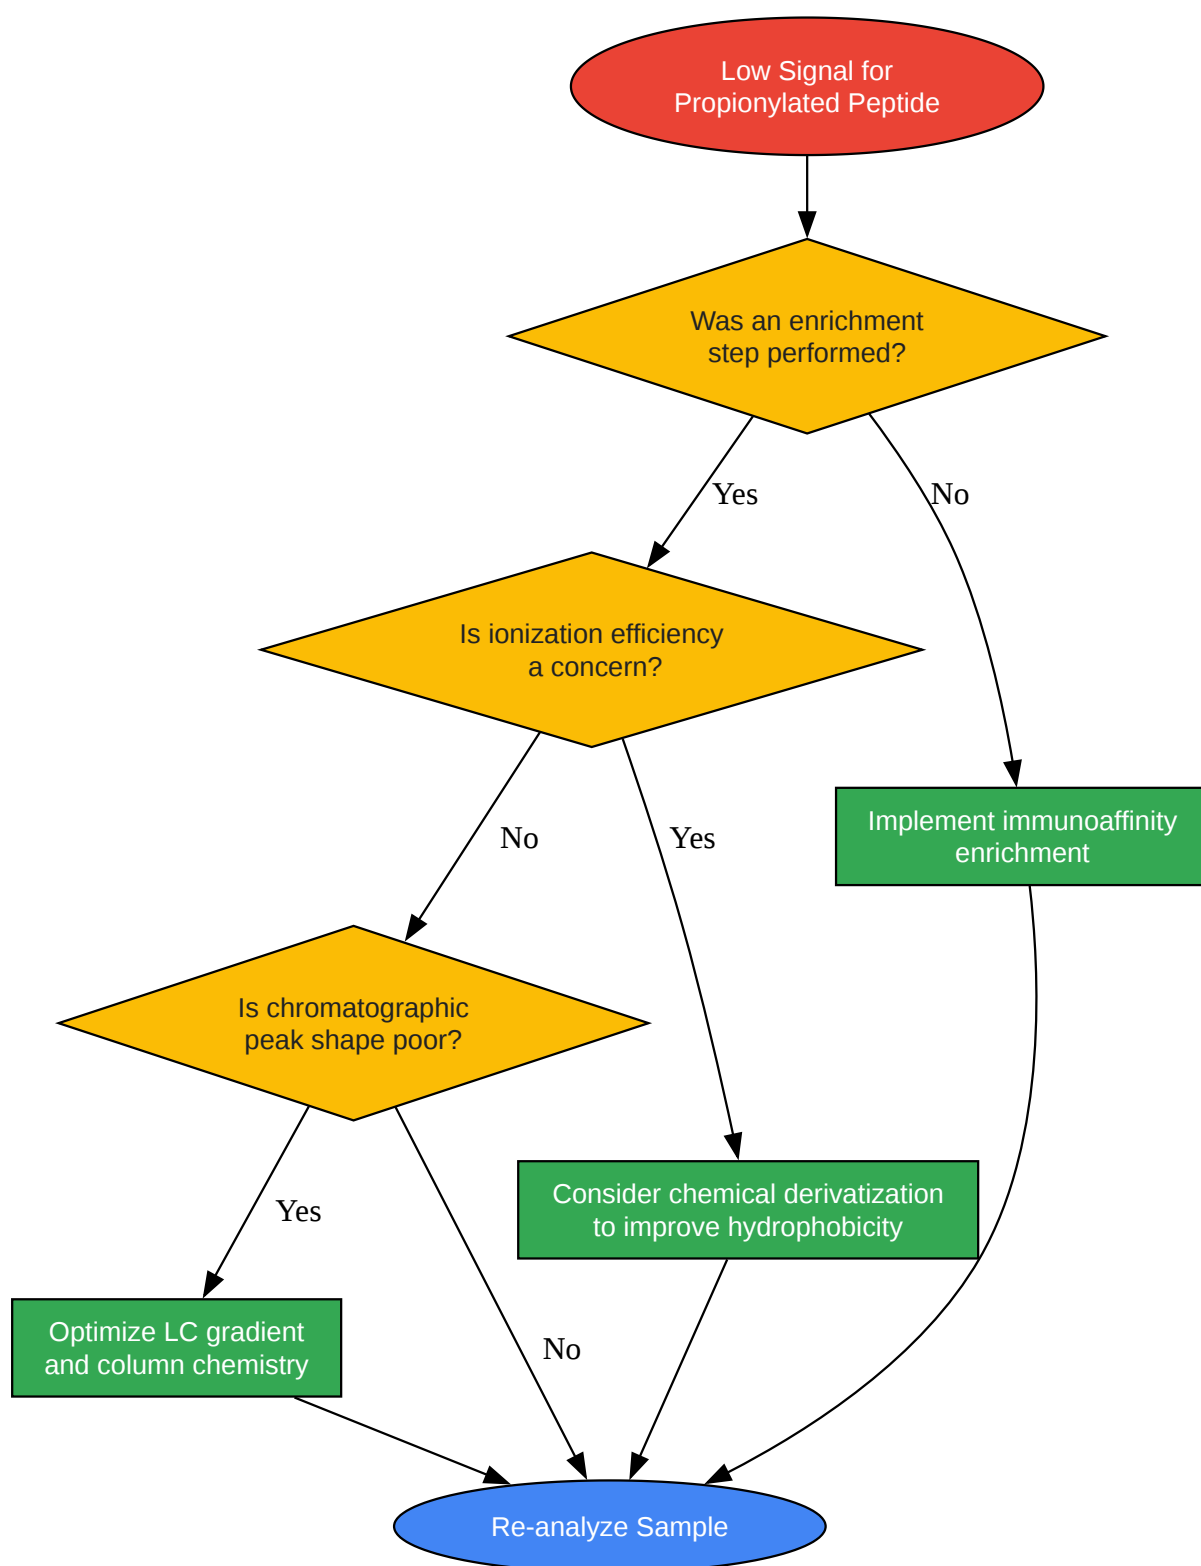 Low Signal for
Propionylated Peptide
Was an enrichment
step performed?
Yes
No
Is ionization efficiency
a concern?
No
Yes
Implement immunoaffinity
enrichment
Is chromatographic
peak shape poor?
Yes
Consider chemical derivatization
to improve hydrophobicity
Optimize LC gradient
and column chemistry
No
Re-analyze Sample